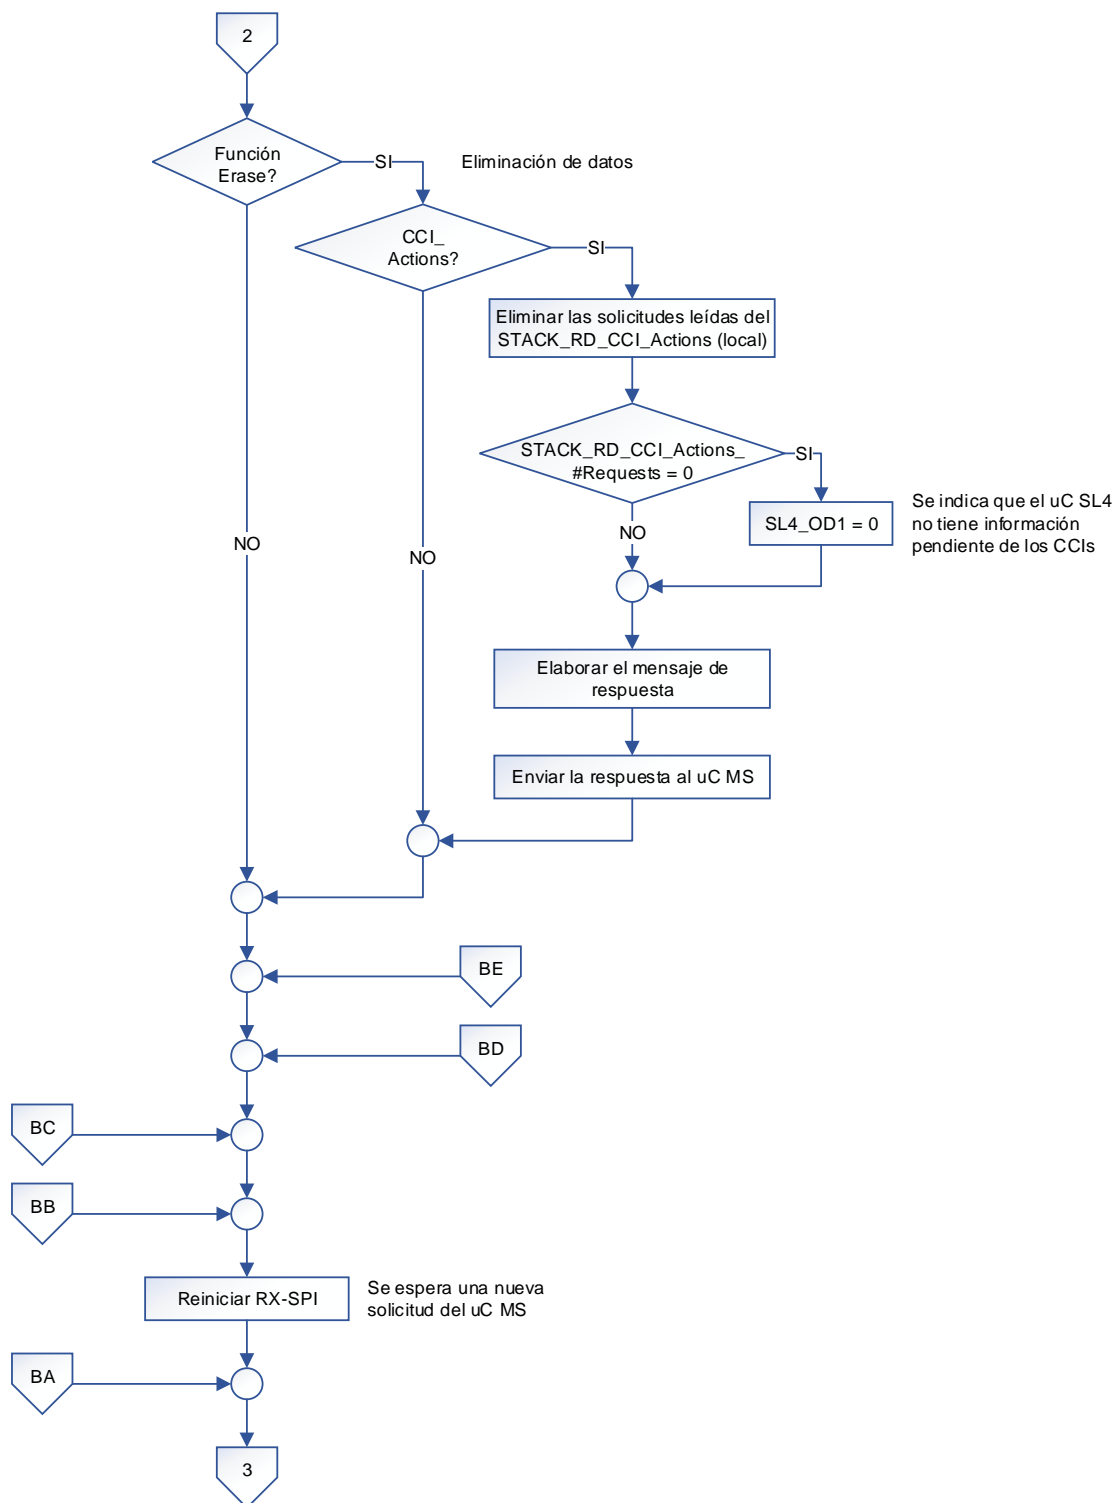 2
Función
Erase?
SI
Eliminación de datos
CCI_
Actions?
SI
Eliminar las solicitudes leídas del
STACK_RD_CCI_Actions (local)
STACK_RD_CCI_Actions_
#Requests = 0
SI
Se indica que el uC SL4
no tiene información
pendiente de los CCIs
SL4_OD1 = 0
NO
NO
NO
Elaborar el mensaje de
respuesta
Enviar la respuesta al uC MS
BE
BD
BC
BB
Reiniciar RX-SPI
Se espera una nueva
solicitud del uC MS
BA
3